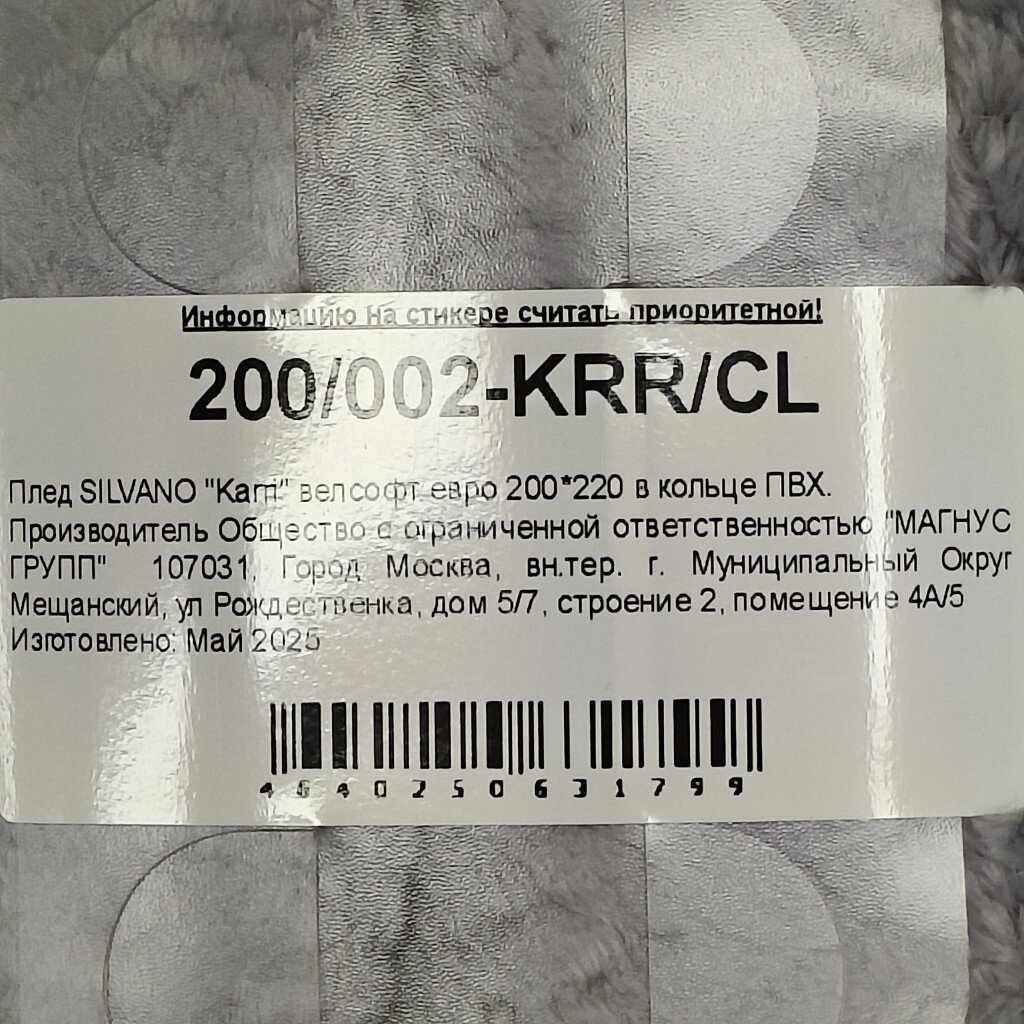 Информацию на стикере считать приоритетной!
200/002-KRR/CL
Плед SILVANO "Karri" велсофт евро 200*220 в кольце ПВХ.
Производитель Общество с ограниченной ответственностью "МАГНУС
ГРУПП" 107031, Город Москва, вн.тер. г. Муниципальный Округ
Мещанский, ул Рождественка, дом 5/7, строение 2, помещение 4А/5
Изготовлено: Май 2025
4640250631799